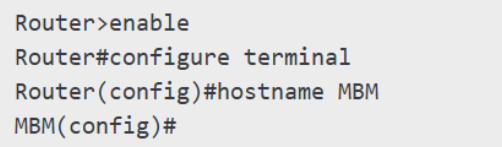 Router>enable
Router#configure terminal
Router(config)#hostname MBM
MBM(config)#